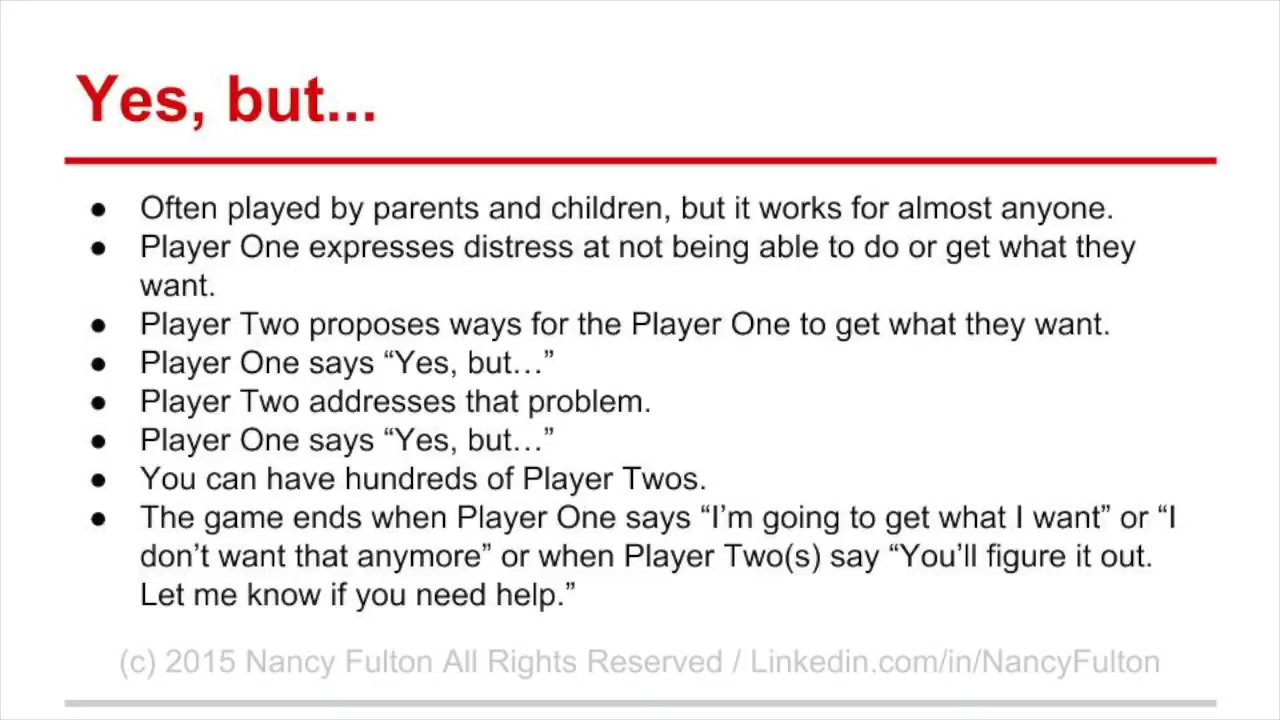 Yes, but...
● Often played by parents and children, but it works for almost anyone.
● Player One expresses distress at not being able to do or get what they
want.
● Player Two proposes ways for the Player One to get what they want.
● Player One says “Yes, but…”
● Player Two addresses that problem.
● Player One says “Yes, but…”
● You can have hundreds of Player Twos.
● The game ends when Player One says “I’m going to get what I want” or “I
don’t want that anymore” or when Player Two(s) say “You’ll figure it out.
Let me know if you need help.”
(c) 2015 Nancy Fulton All Rights Reserved / Linkedin.com/in/NancyFulton